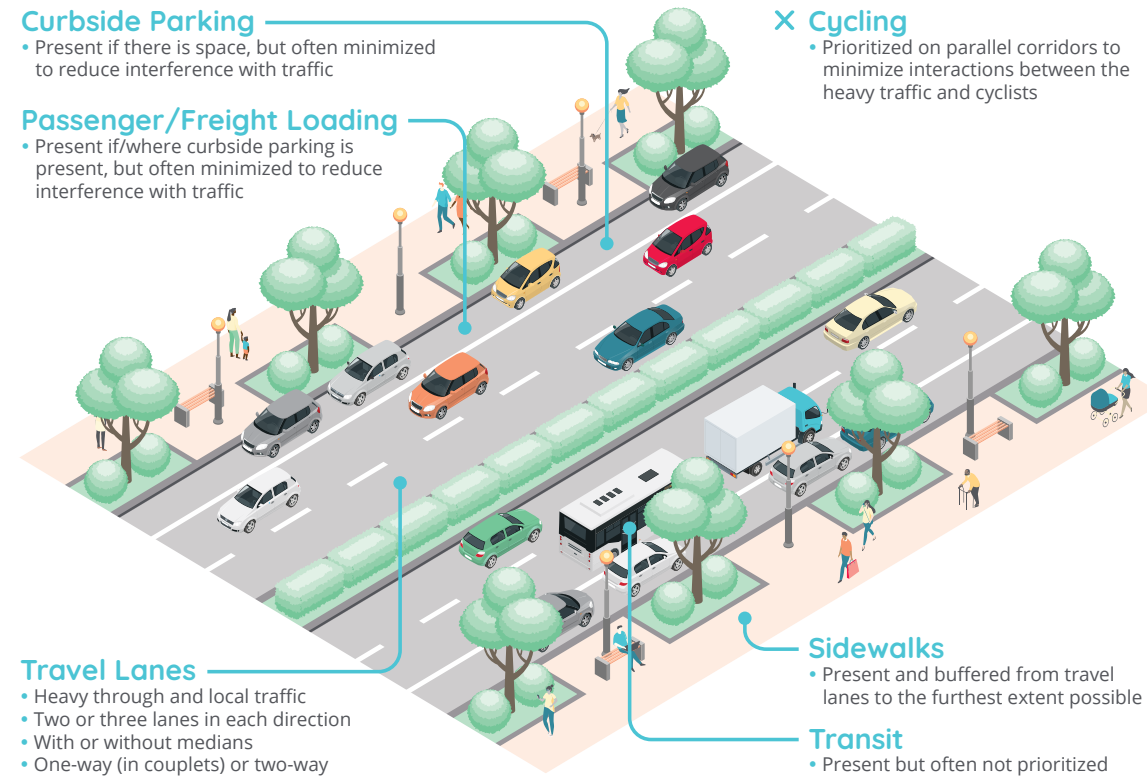 Curbside Parking
• Present if there is space, but often minimized
to reduce interference with traffic
Passenger/Freight Loading
• Present if/where curbside parking is
present, but often minimized to reduce
interference with traffic
× Cycling
• Prioritized on parallel corridors to
minimize interactions between the
heavy traffic and cyclists
Travel Lanes
• Heavy through and local traffic
• Two or three lanes in each direction
• With or without medians
• One-way (in couplets) or two-way
Sidewalks
• Present and buffered from travel
lanes to the furthest extent possible
Transit
• Present but often not prioritized